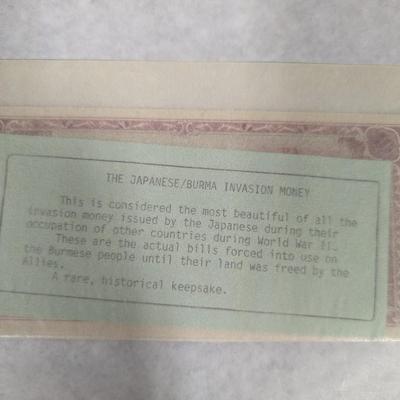 THE JAPANESE/BURMA INVASION MONEY
This is considered the most beautiful of all the
invasion money issued by the Japanese during their
occupation of other countries during World War II.
These are the actual bills forced into use on
the Burmese people until their land was freed by the
Allies.
A rare, historical keepsake.